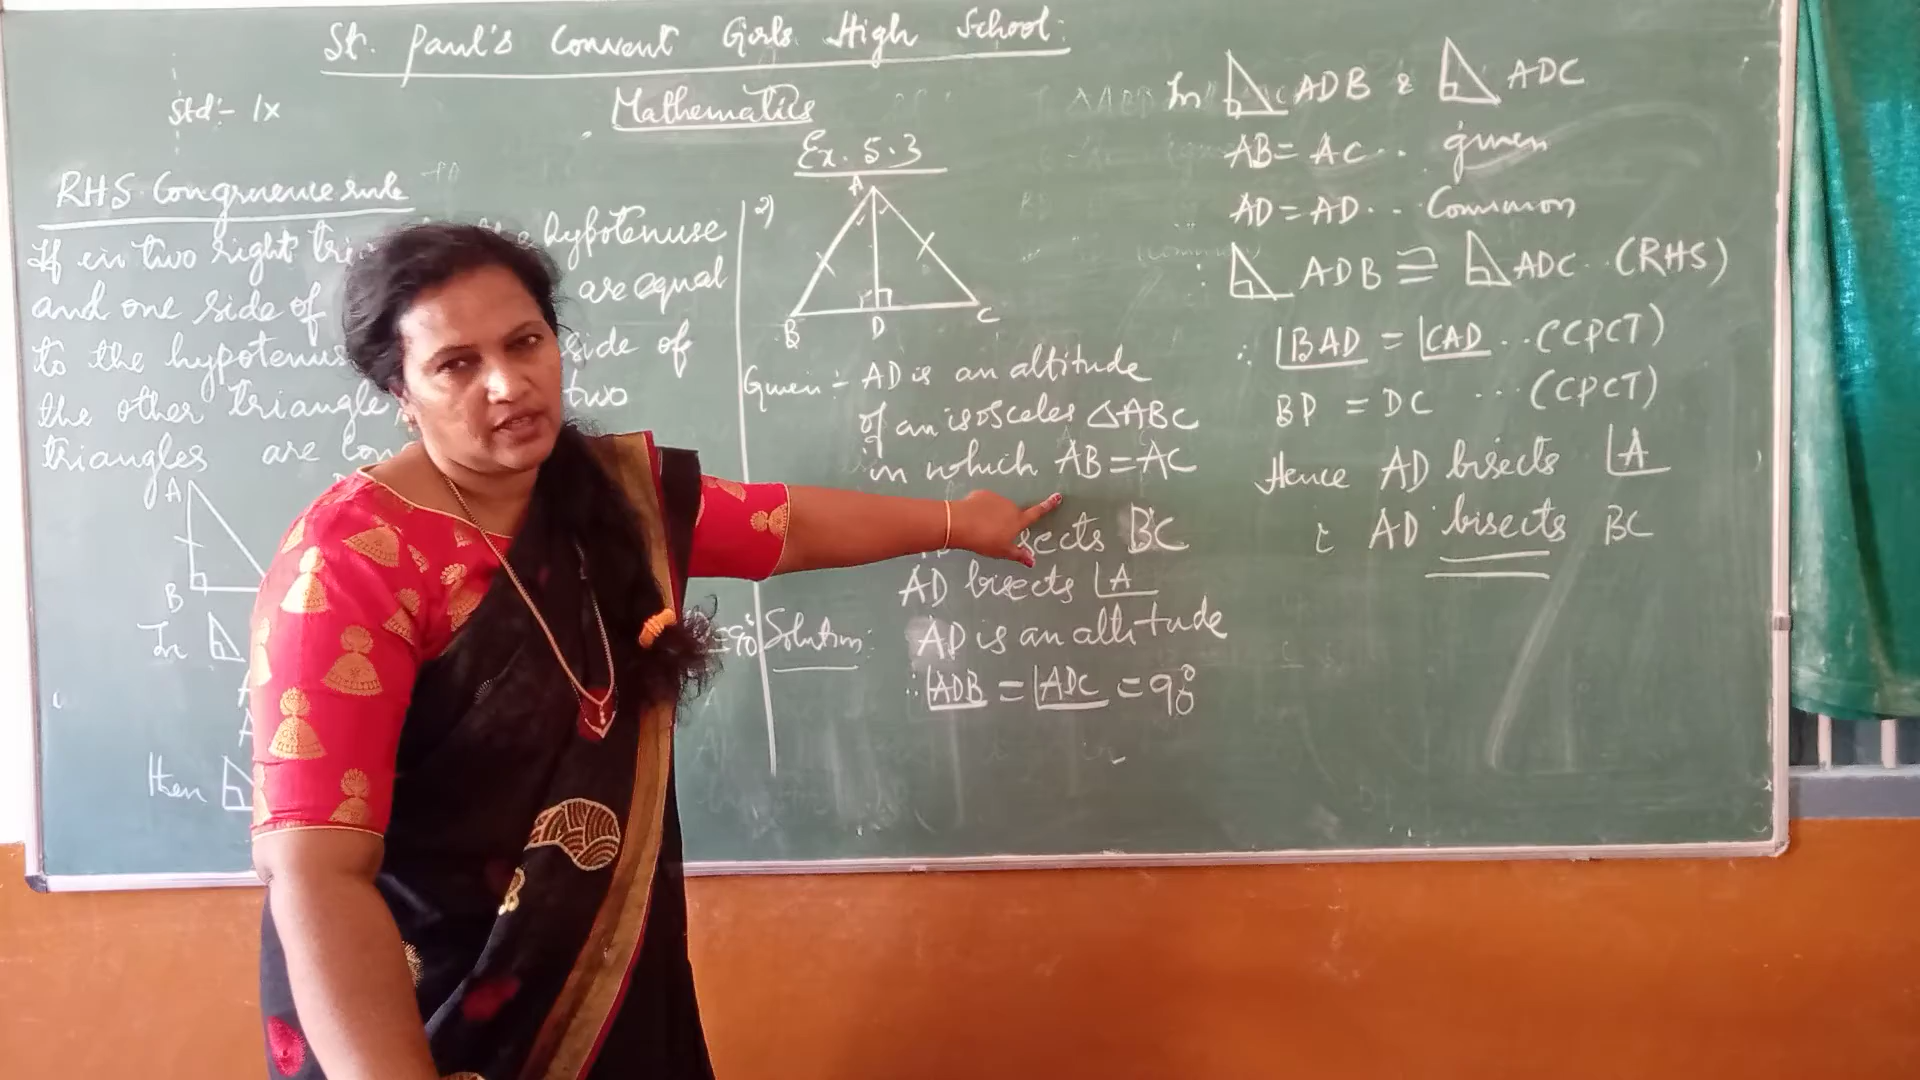 St. Paul's Convent Girls High School
Std:- IX
Mathematics
RHS Congruence rule
If in two right hypotenuse
and one side of are equal
to the side of
the other triangle, two
triangles are
A
B
In
then
=90°
Ex. 5.3
2)
A
B D C
Given:- AD is an altitude
of an isosceles △ABC
in which AB = AC
bisects BC
AD bisects ∠A
Solution: AD is an altitude
∴ ∠ADB = ∠ADC = 90°
In ⊿ ADB & ⊿ ADC
AB = AC .. given
AD = AD .. Common
∴ ⊿ ADB ≅ ⊿ ADC .. (RHS)
∴ ∠BAD = ∠CAD .. (CPCT)
BP = DC ... (CPCT)
Hence AD bisects ∠A
& AD bisects BC